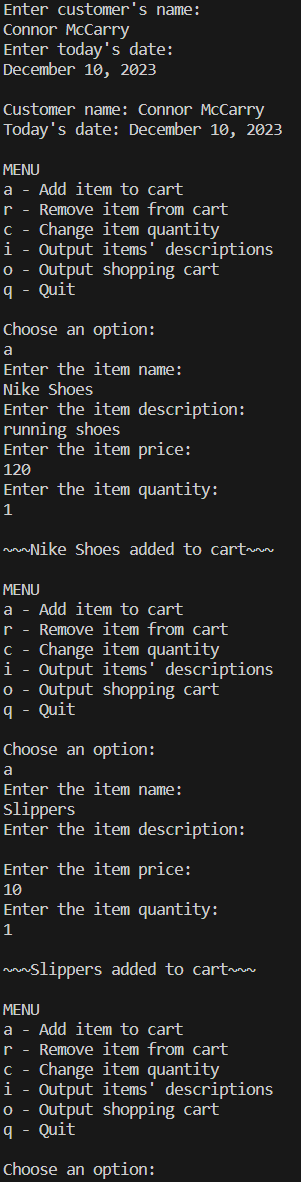 Enter customer's name:
Connor McCarry
Enter today's date:
December 10, 2023

Customer name: Connor McCarry
Today's date: December 10, 2023

MENU
a - Add item to cart
r - Remove item from cart
c - Change item quantity
i - Output items' descriptions
o - Output shopping cart
q - Quit

Choose an option:
a
Enter the item name:
Nike Shoes
Enter the item description:
running shoes
Enter the item price:
120
Enter the item quantity:
1

~~~Nike Shoes added to cart~~~

MENU
a - Add item to cart
r - Remove item from cart
c - Change item quantity
i - Output items' descriptions
o - Output shopping cart
q - Quit

Choose an option:
a
Enter the item name:
Slippers
Enter the item description:

Enter the item price:
10
Enter the item quantity:
1

~~~Slippers added to cart~~~

MENU
a - Add item to cart
r - Remove item from cart
c - Change item quantity
i - Output items' descriptions
o - Output shopping cart
q - Quit

Choose an option: